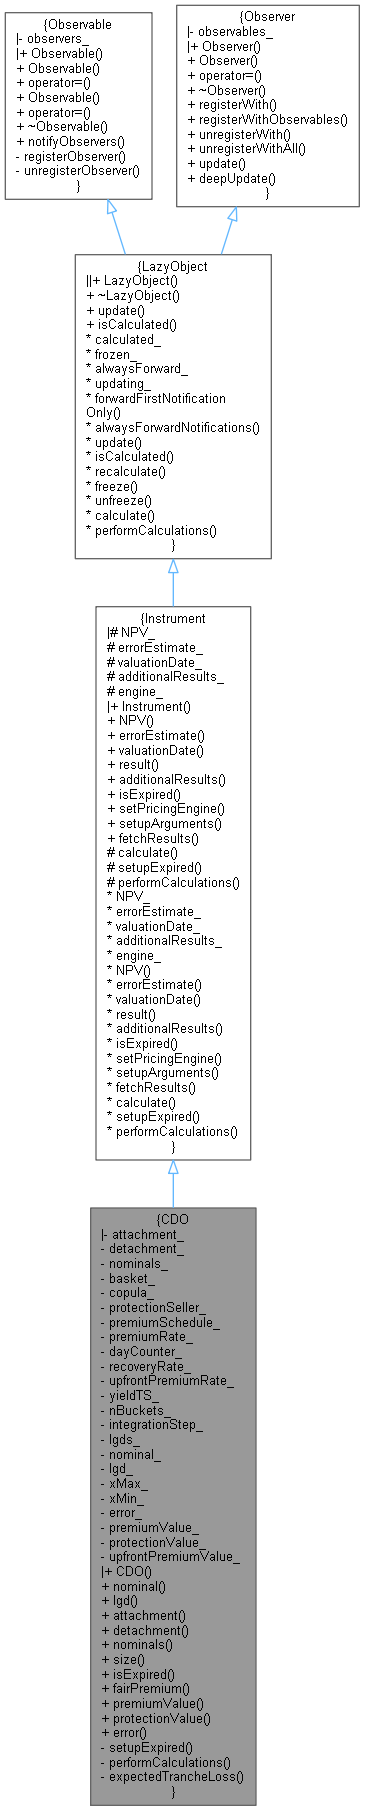 {Observable
|- observers_
|+ Observable()
+ Observable()
+ operator=()
+ Observable()
+ operator=()
+ ~Observable()
+ notifyObservers()
- registerObserver()
- unregisterObserver()
}
{Observer
|- observables_
|+ Observer()
+ Observer()
+ operator=()
+ ~Observer()
+ registerWith()
+ registerWithObservables()
+ unregisterWith()
+ unregisterWithAll()
+ update()
+ deepUpdate()
}
{LazyObject
||+ LazyObject()
+ ~LazyObject()
+ update()
+ isCalculated()
* calculated_
* frozen_
* alwaysForward_
* updating_
* forwardFirstNotification
Only()
* alwaysForwardNotifications()
* update()
* isCalculated()
* recalculate()
* freeze()
* unfreeze()
* calculate()
* performCalculations()
}
{Instrument
|# NPV_
# errorEstimate_
# valuationDate_
# additionalResults_
# engine_
|+ Instrument()
+ NPV()
+ errorEstimate()
+ valuationDate()
+ result()
+ additionalResults()
+ isExpired()
+ setPricingEngine()
+ setupArguments()
+ fetchResults()
# calculate()
# setupExpired()
# performCalculations()
* NPV_
* errorEstimate_
* valuationDate_
* additionalResults_
* engine_
* NPV()
* errorEstimate()
* valuationDate()
* result()
* additionalResults()
* isExpired()
* setPricingEngine()
* setupArguments()
* fetchResults()
* calculate()
* setupExpired()
* performCalculations()
}
{CDO
|- attachment_
- detachment_
- nominals_
- basket_
- copula_
- protectionSeller_
- premiumSchedule_
- premiumRate_
- dayCounter_
- recoveryRate_
- upfrontPremiumRate_
- yieldTS_
- nBuckets_
- integrationStep_
- lgds_
- nominal_
- lgd_
- xMax_
- xMin_
- error_
- premiumValue_
- protectionValue_
- upfrontPremiumValue_
|+ CDO()
+ nominal()
+ lgd()
+ attachment()
+ detachment()
+ nominals()
+ size()
+ isExpired()
+ fairPremium()
+ premiumValue()
+ protectionValue()
+ error()
- setupExpired()
- performCalculations()
- expectedTrancheLoss()
}